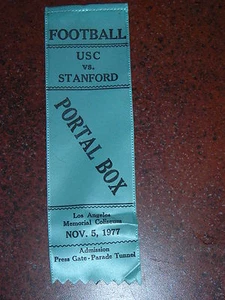 FOOTBALL
USC
vs.
STANFORD
PORTAL BOX
Los Angeles
Memorial Coliseum
NOV. 5, 1977
Admission
Press Gate - Parade Tunnel